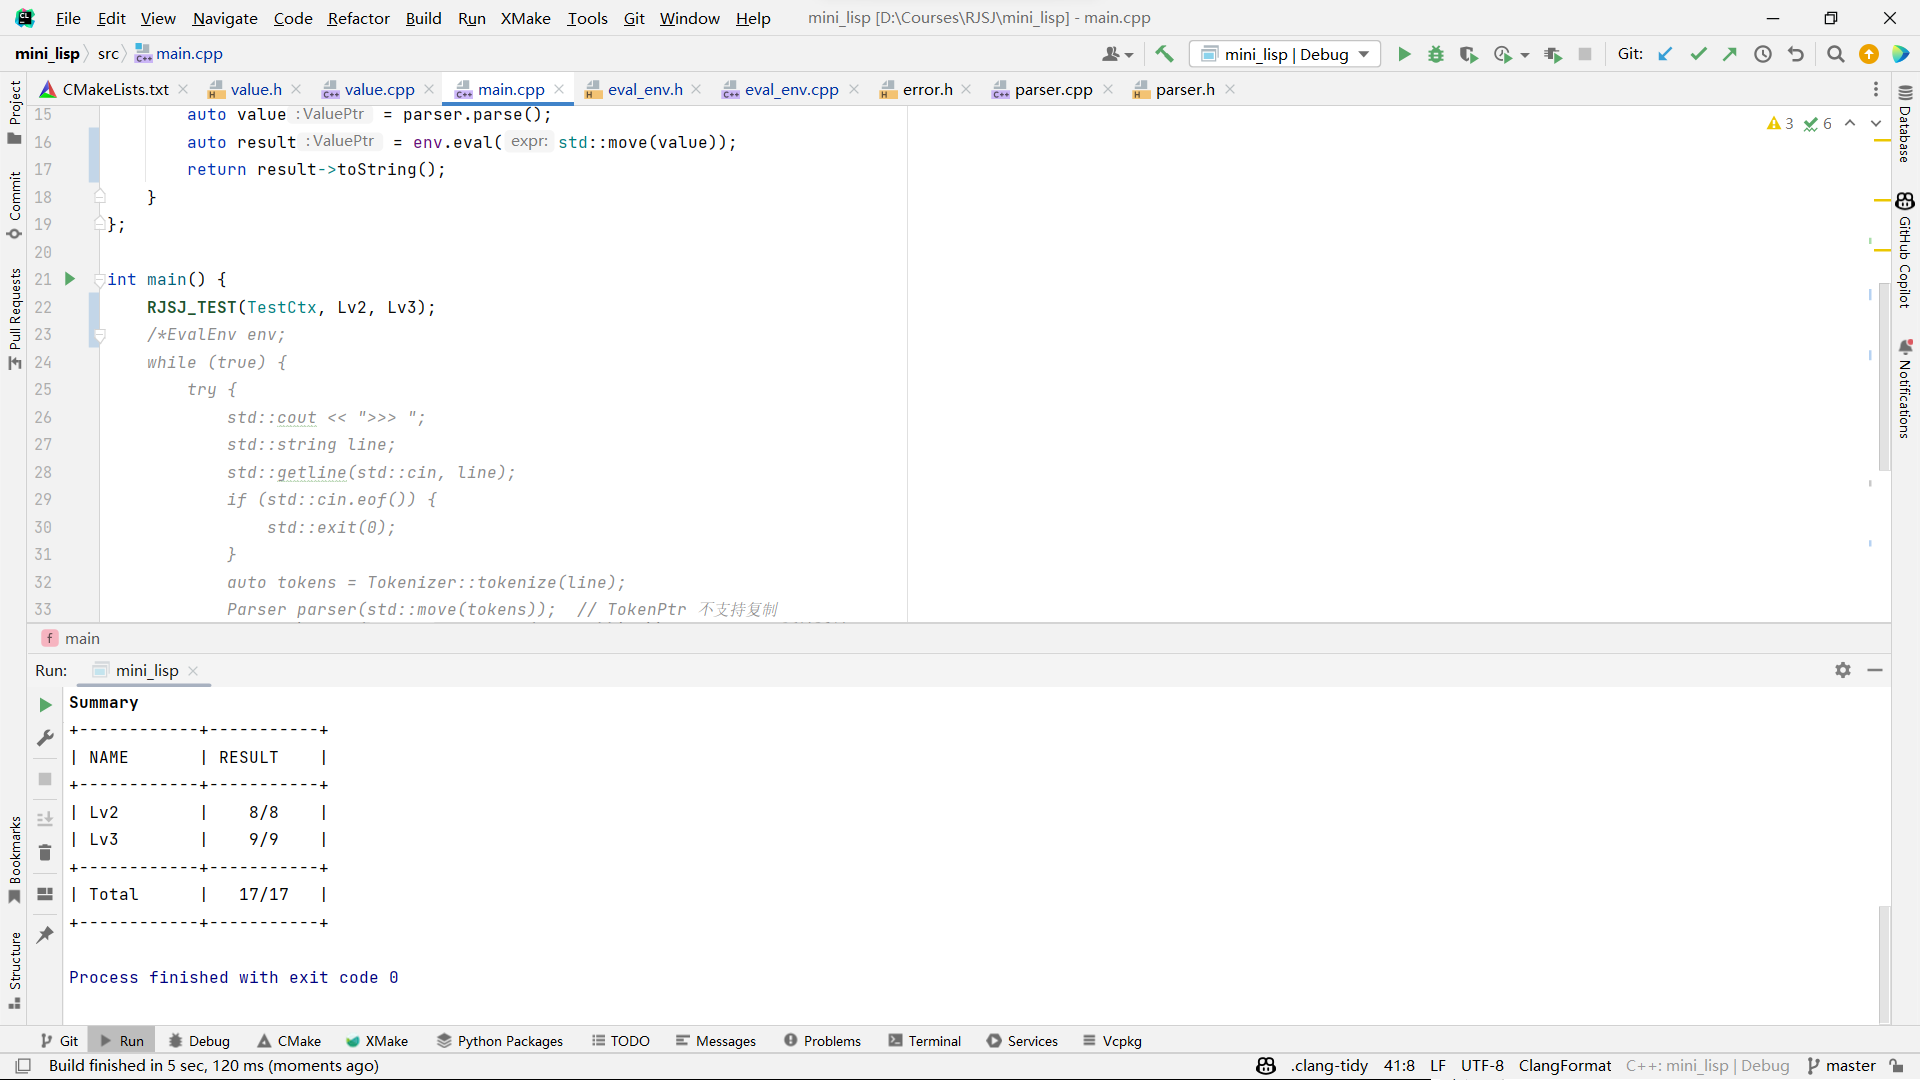 File Edit View Navigate Code Refactor Build Run XMake Tools Git Window Help mini_lisp [D:\Courses\RJSJ\mini_lisp] - main.cpp
mini_lisp src main.cpp mini_lisp | Debug Git:
CMakeLists.txt value.h value.cpp main.cpp eval_env.h eval_env.cpp error.h parser.cpp parser.h
Project
Commit
Pull Requests
Bookmarks
Structure
Database
GitHub Copilot
Notifications
3 6
15 auto value : ValuePtr = parser.parse();
16 auto result : ValuePtr = env.eval( expr: std::move(value));
17 return result->toString();
18 }
19 };
20
21 int main() {
22 RJSJ_TEST(TestCtx, Lv2, Lv3);
23 /*EvalEnv env;
24 while (true) {
25 try {
26 std::cout << ">>> ";
27 std::string line;
28 std::getline(std::cin, line);
29 if (std::cin.eof()) {
30 std::exit(0);
31 }
32 auto tokens = Tokenizer::tokenize(line);
33 Parser parser(std::move(tokens)); // TokenPtr 不支持复制
f main
Run: mini_lisp
Summary
+------------+-----------+
| NAME | RESULT |
+------------+-----------+
| Lv2 | 8/8 |
| Lv3 | 9/9 |
+------------+-----------+
| Total | 17/17 |
+------------+-----------+
Process finished with exit code 0
Git Run Debug CMake XMake Python Packages TODO Messages Problems Terminal Services Vcpkg
Build finished in 5 sec, 120 ms (moments ago) .clang-tidy 41:8 LF UTF-8 ClangFormat C++: mini_lisp | Debug master